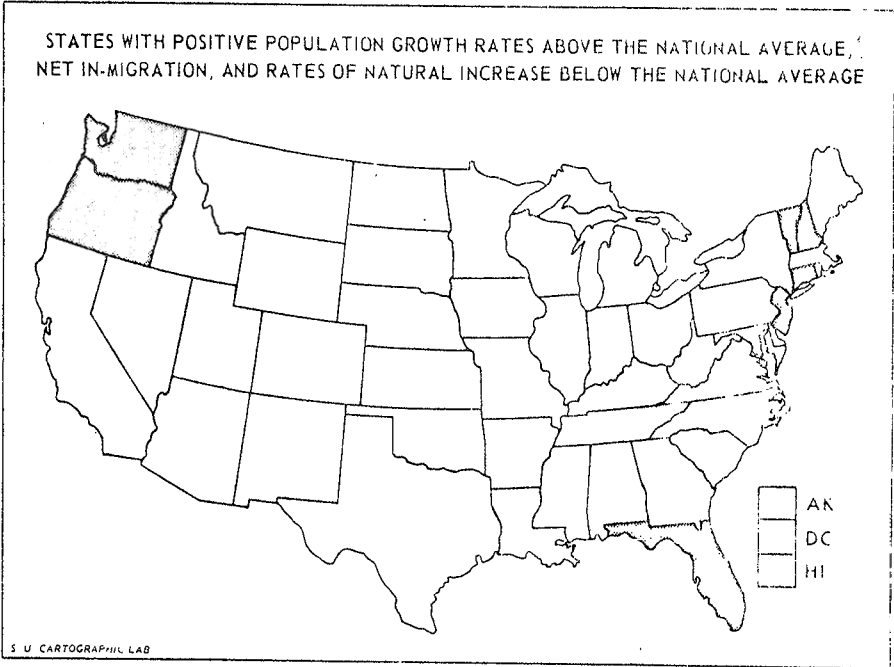 STATES WITH POSITIVE POPULATION GROWTH RATES ABOVE THE NATIONAL AVERAGE,
NET IN-MIGRATION, AND RATES OF NATURAL INCREASE BELOW THE NATIONAL AVERAGE
AK
DC
HI
S U CARTOGRAPHIC LAB